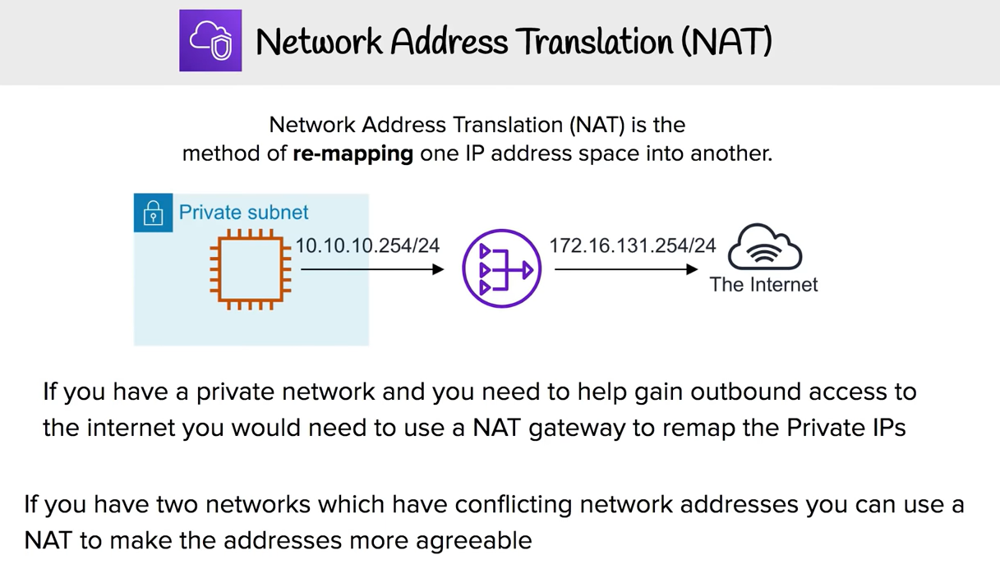 Network Address Translation (NAT)
Network Address Translation (NAT) is the
method of re-mapping one IP address space into another.
Private subnet
10.10.10.254/24
172.16.131.254/24
The Internet
If you have a private network and you need to help gain outbound access to
the internet you would need to use a NAT gateway to remap the Private IPs
If you have two networks which have conflicting network addresses you can use a
NAT to make the addresses more agreeable